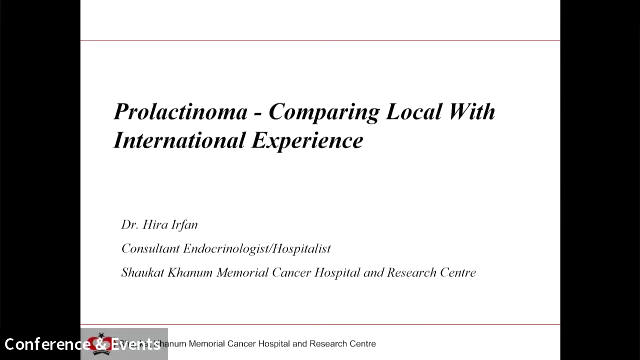 Prolactinoma - Comparing Local With
International Experience
Dr. Hira Irfan
Consultant Endocrinologist/Hospitalist
Shaukat Khanum Memorial Cancer Hospital and Research Centre
Conference & Events
Khanum Memorial Cancer Hospital and Research Centre